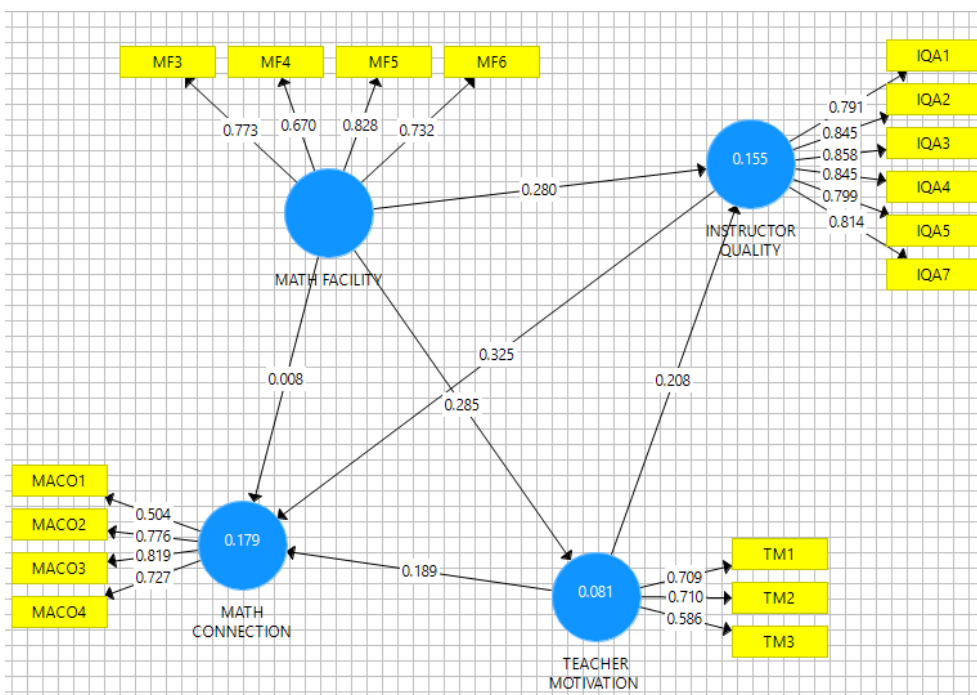 MF3
MF4
MF5
MF6
IQA1
IQA2
IQA3
IQA4
IQA5
IQA7
0.773
0.670
0.828
0.732
0.791
0.845
0.858
0.845
0.799
0.814
0.155
0.280
INSTRUCTOR
QUALITY
MATH FACILITY
0.325
0.008
0.285
0.208
MACO1
MACO2
MACO3
MACO4
0.504
0.776
0.819
0.727
0.179
MATH
CONNECTION
0.189
0.081
TEACHER
MOTIVATION
0.709
0.710
0.586
TM1
TM2
TM3